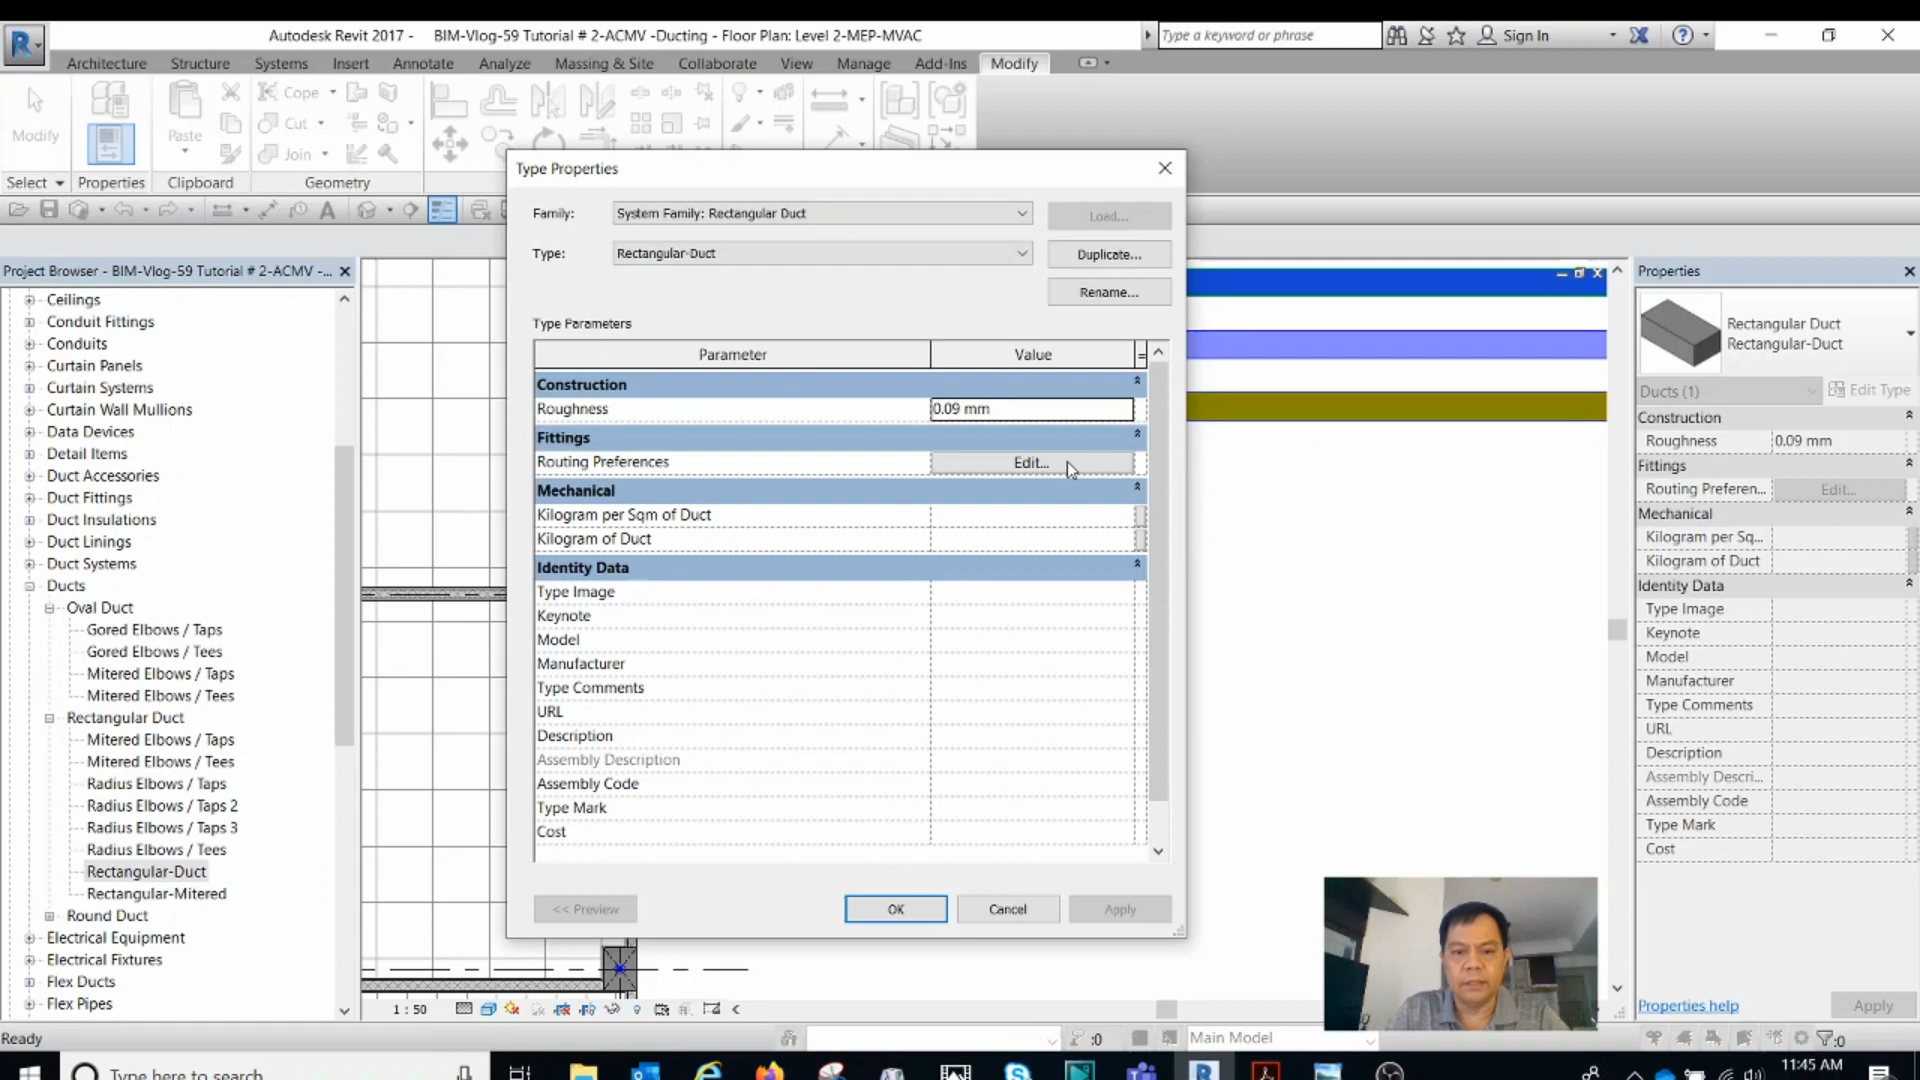 Autodesk Revit 2017 - BIM-Vlog-59 Tutorial # 2-ACMV -Ducting - Floor Plan: Level 2-MEP-MVAC
Type a keyword or phrase
Sign In
Architecture Structure Systems Insert Annotate Analyze Massing & Site Collaborate View Manage Add-Ins Modify
Modify
Paste
Cope
Cut
Join
Select Properties Clipboard Geometry
Project Browser - BIM-Vlog-59 Tutorial # 2-ACMV -...
Ceilings
Conduit Fittings
Conduits
Curtain Panels
Curtain Systems
Curtain Wall Mullions
Data Devices
Detail Items
Duct Accessories
Duct Fittings
Duct Insulations
Duct Linings
Duct Systems
Ducts
Oval Duct
Gored Elbows / Taps
Gored Elbows / Tees
Mitered Elbows / Taps
Mitered Elbows / Tees
Rectangular Duct
Mitered Elbows / Taps
Mitered Elbows / Tees
Radius Elbows / Taps
Radius Elbows / Taps 2
Radius Elbows / Taps 3
Radius Elbows / Tees
Rectangular-Duct
Rectangular-Mitered
Round Duct
Electrical Equipment
Electrical Fixtures
Flex Ducts
Flex Pipes
Type Properties
Family: System Family: Rectangular Duct Load...
Type: Rectangular-Duct Duplicate...
Rename...
Type Parameters
Parameter Value =
Construction
Roughness 0.09 mm
Fittings
Routing Preferences Edit...
Mechanical
Kilogram per Sqm of Duct
Kilogram of Duct
Identity Data
Type Image
Keynote
Model
Manufacturer
Type Comments
URL
Description
Assembly Description
Assembly Code
Type Mark
Cost
<< Preview OK Cancel Apply
Properties
Rectangular Duct
Rectangular-Duct
Ducts (1) Edit Type
Construction
Roughness 0.09 mm
Fittings
Routing Preferen... Edit...
Mechanical
Kilogram per Sq...
Kilogram of Duct
Identity Data
Type Image
Keynote
Model
Manufacturer
Type Comments
URL
Description
Assembly Descri...
Assembly Code
Type Mark
Cost
Properties help Apply
1 : 50
Ready
:0
Main Model
:0
Type here to search
11:45 AM